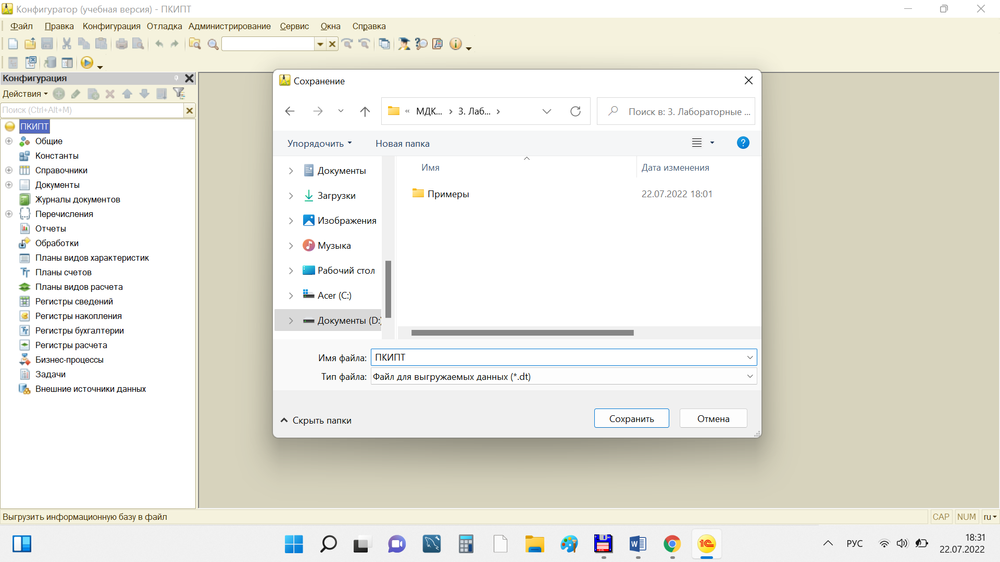 Конфигуратор (учебная версия) - ПКИПТ
Файл Правка Конфигурация Отладка Администрирование Сервис Окна Справка
Конфигурация
Действия
Поиск (Ctrl+Alt+M)
ПКИПТ
Общие
Константы
Справочники
Документы
Журналы документов
Перечисления
Отчеты
Обработки
Планы видов характеристик
Планы счетов
Планы видов расчета
Регистры сведений
Регистры накопления
Регистры бухгалтерии
Регистры расчета
Бизнес-процессы
Задачи
Внешние источники данных
Сохранение
« МДК... › 3. Лаб... ›
Поиск в: 3. Лабораторные ...
Упорядочить Новая папка
?
Документы
Загрузки
Изображения
Музыка
Рабочий стол
Acer (C:)
Документы (D:)
Имя Дата изменения
Примеры 22.07.2022 18:01
Имя файла: ПКИПТ
Тип файла: Файл для выгружаемых данных (*.dt)
Скрыть папки
Сохранить Отмена
Выгрузить информационную базу в файл
CAP NUM ru
РУС
18:31
22.07.2022